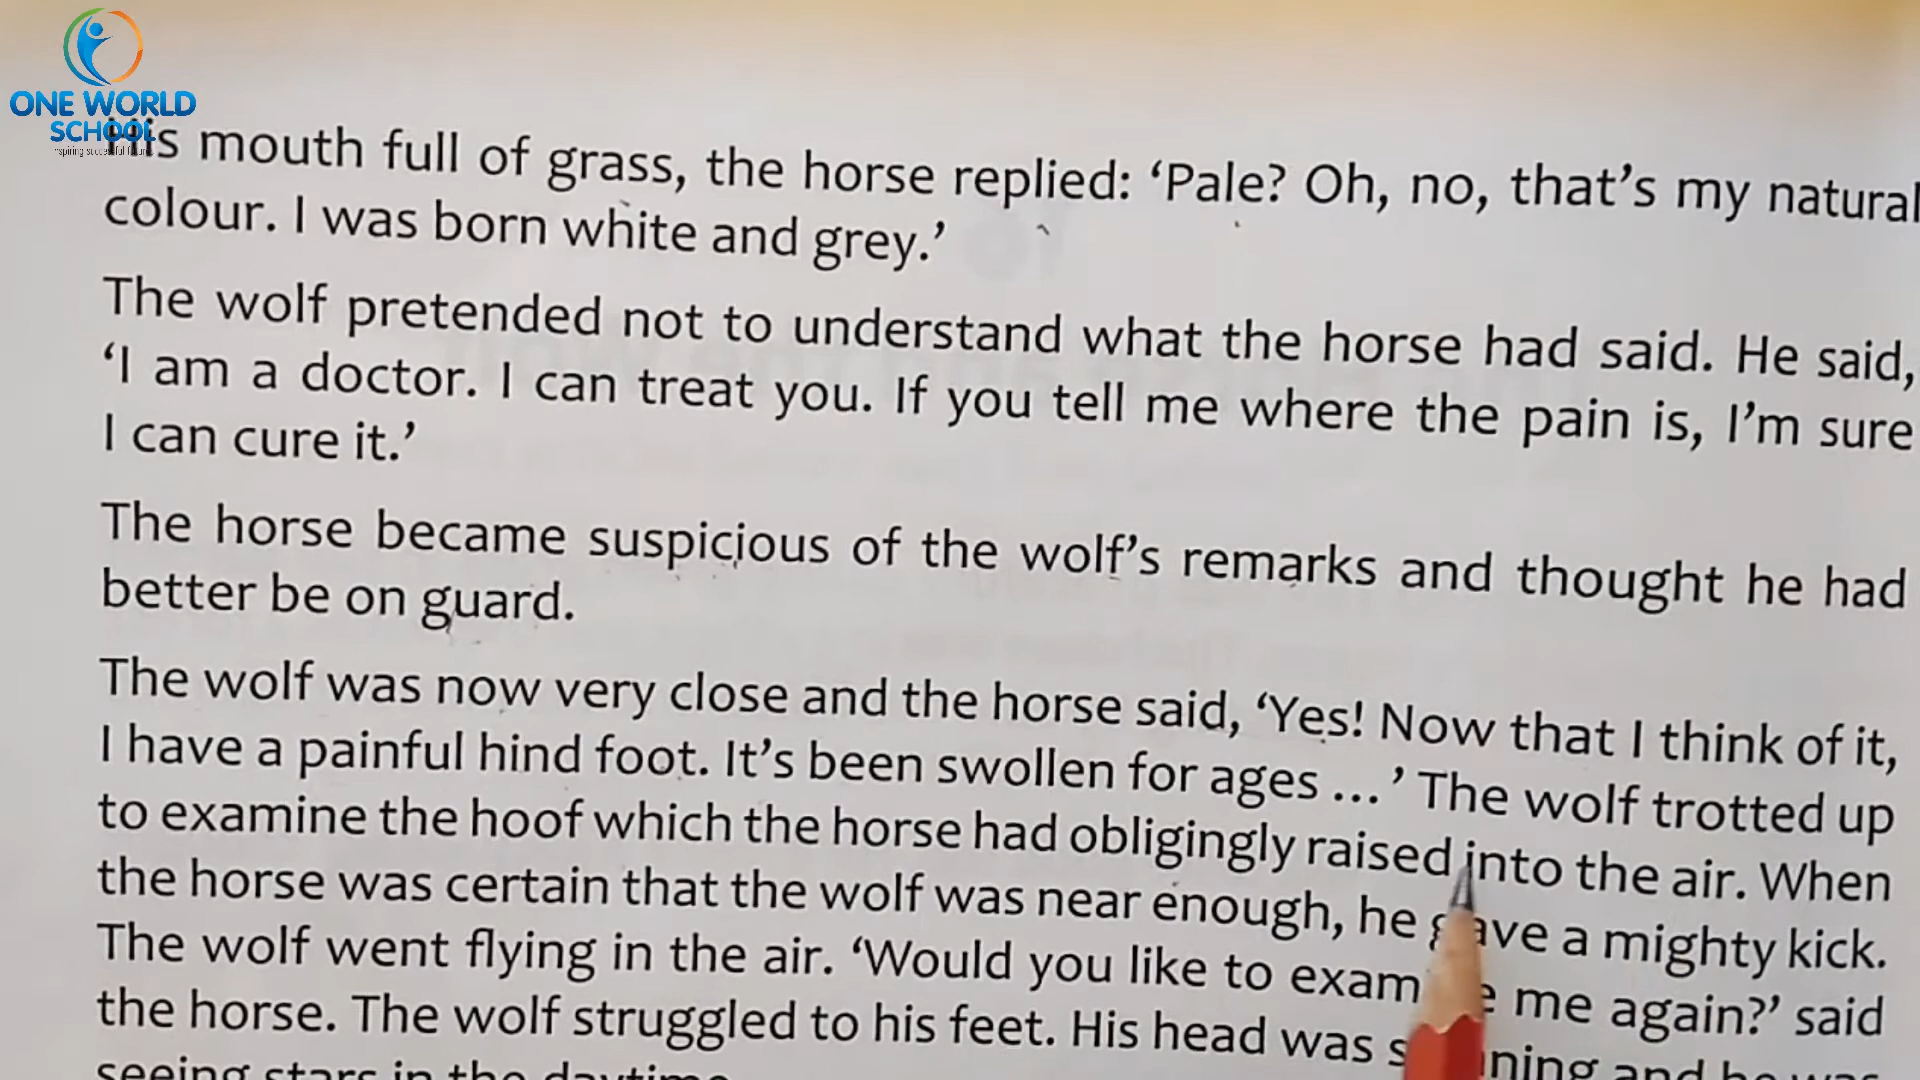 ONE WORLD
SCHOOL
His mouth full of grass, the horse replied: ‘Pale? Oh, no, that’s my natural
colour. I was born white and grey.’
The wolf pretended not to understand what the horse had said. He said,
‘I am a doctor. I can treat you. If you tell me where the pain is, I’m sure
I can cure it.’
The horse became suspicious of the wolf’s remarks and thought he had
better be on guard.
The wolf was now very close and the horse said, ‘Yes! Now that I think of it,
I have a painful hind foot. It’s been swollen for ages ... ’ The wolf trotted up
to examine the hoof which the horse had obligingly raised into the air. When
the horse was certain that the wolf was near enough, he gave a mighty kick.
The wolf went flying in the air. ‘Would you like to examine me again?’ said
the horse. The wolf struggled to his feet. His head was and he was
seeing stars in the daytime.